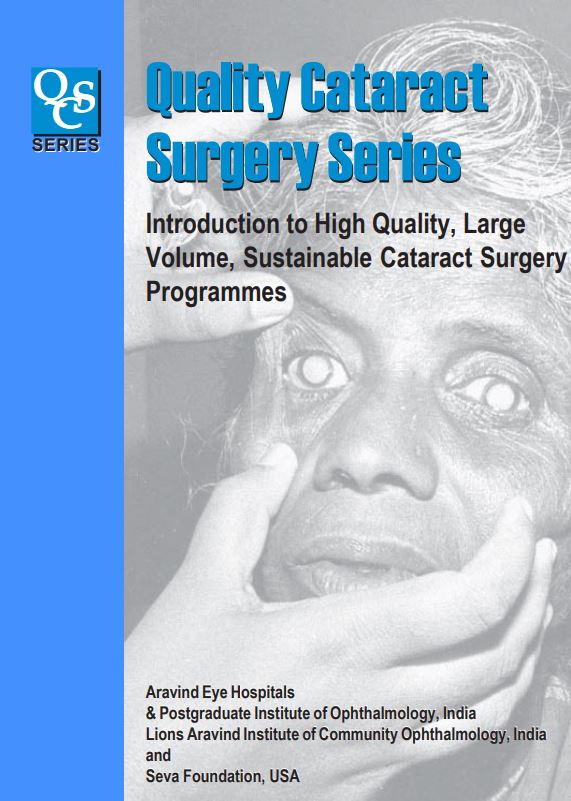 QCS
SERIES
Quality Cataract
Surgery Series
Introduction to High Quality, Large
Volume, Sustainable Cataract Surgery
Programmes
Aravind Eye Hospitals
& Postgraduate Institute of Ophthalmology, India
Lions Aravind Institute of Community Ophthalmology, India
and
Seva Foundation, USA